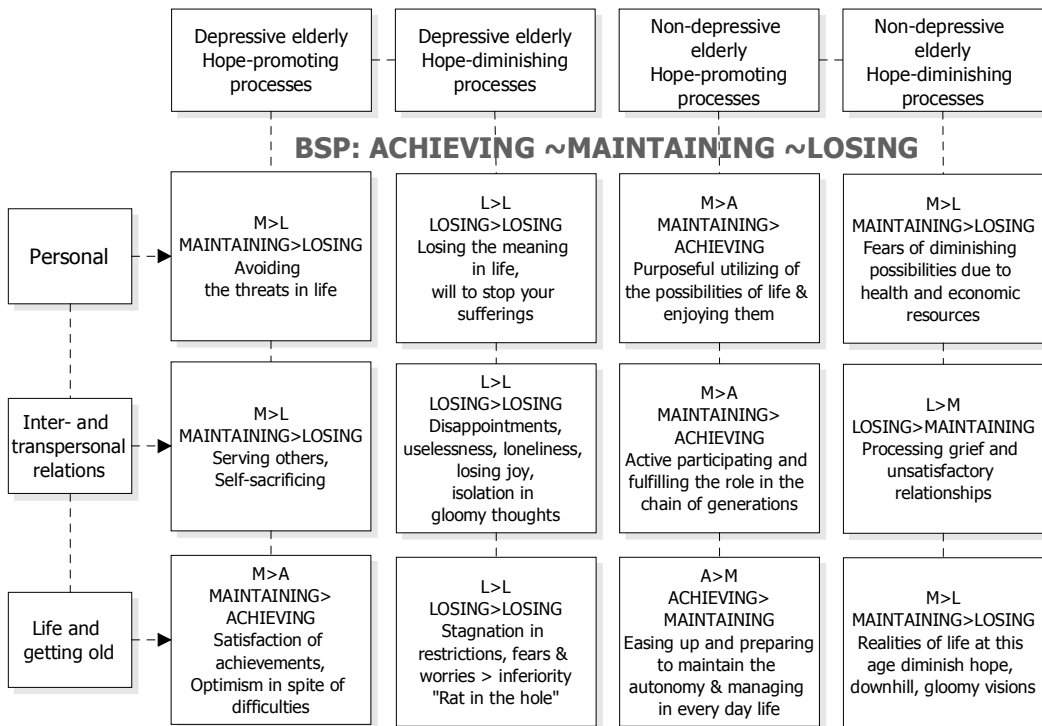 Depressive elderly
Hope-promoting
processes
Depressive elderly
Hope-diminishing
processes
Non-depressive
elderly
Hope-promoting
processes
Non-depressive
elderly
Hope-diminishing
processes
BSP: ACHIEVING ~MAINTAINING ~LOSING
Personal
M>L
MAINTAINING>LOSING
Avoiding
the threats in life
L>L
LOSING>LOSING
Losing the meaning
in life,
will to stop your
sufferings
M>A
MAINTAINING>
ACHIEVING
Purposeful utilizing of
the possibilities of life &
enjoying them
M>L
MAINTAINING>LOSING
Fears of diminishing
possibilities due to
health and economic
resources
Inter- and
transpersonal
relations
M>L
MAINTAINING>LOSING
Serving others,
Self-sacrificing
L>L
LOSING>LOSING
Disappointments,
uselessness, loneliness,
losing joy,
isolation in
gloomy thoughts
M>A
MAINTAINING>
ACHIEVING
Active participating and
fulfilling the role in the
chain of generations
L>M
LOSING>MAINTAINING
Processing grief and
unsatisfactory
relationships
Life and
getting old
M>A
MAINTAINING>
ACHIEVING
Satisfaction of
achievements,
Optimism in spite of
difficulties
L>L
LOSING>LOSING
Stagnation in
restrictions, fears &
worries > inferiority
"Rat in the hole"
A>M
ACHIEVING>
MAINTAINING
Easing up and preparing
to maintain the
autonomy & managing
in every day life
M>L
MAINTAINING>LOSING
Realities of life at this
age diminish hope,
downhill, gloomy visions